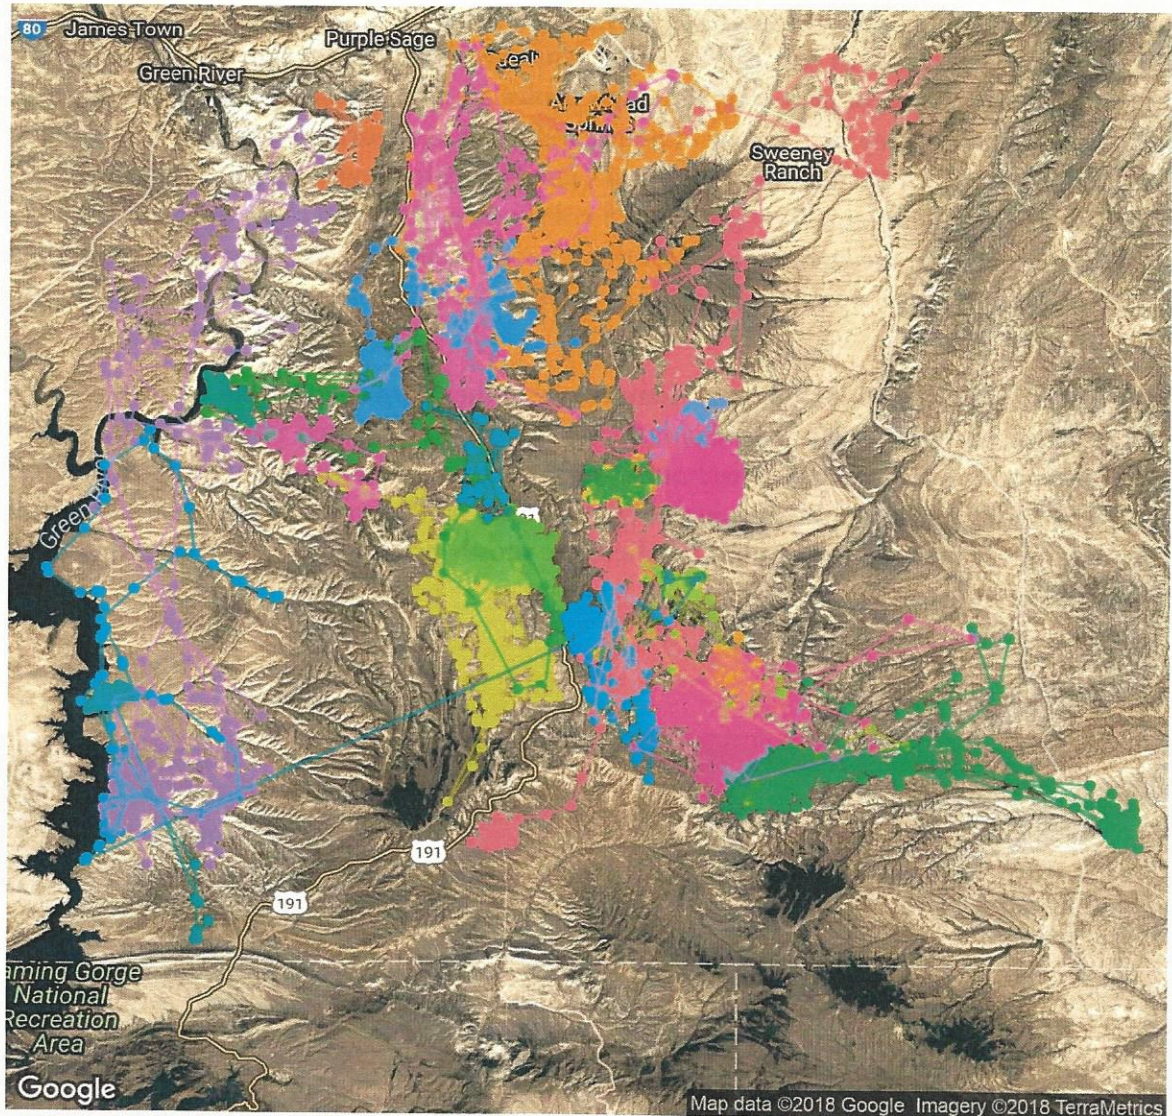 80
James Town
Purple Sage
Green River
Sweeney
Ranch
191
191
aming Gorge
National
Recreation
Area
Google
Map data ©2018 Google Imagery ©2018 TerraMetrics